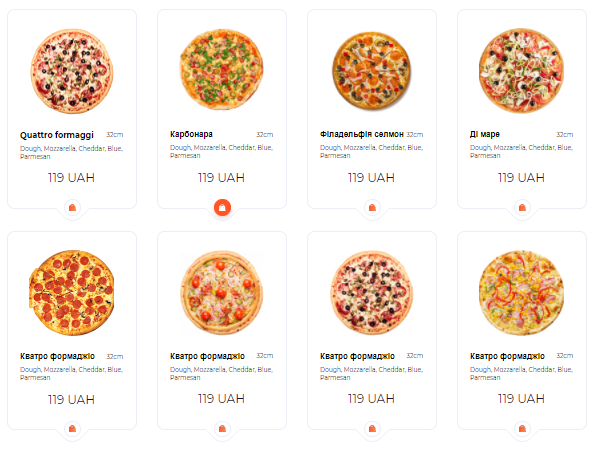 Quattro formaggi 32cm
Dough, Mozzarella, Cheddar, Blue,
Parmesan
119 UAH
Карбонара 32cm
Dough, Mozzarella, Cheddar, Blue,
Parmesan
119 UAH
Філадельфія селмон 32cm
Dough, Mozzarella, Cheddar, Blue,
Parmesan
119 UAH
Ді маре 32cm
Dough, Mozzarella, Cheddar, Blue,
Parmesan
119 UAH
Кватро формаджіо 32cm
Dough, Mozzarella, Cheddar, Blue,
Parmesan
119 UAH
Кватро формаджіо 32cm
Dough, Mozzarella, Cheddar, Blue,
Parmesan
119 UAH
Кватро формаджіо 32cm
Dough, Mozzarella, Cheddar, Blue,
Parmesan
119 UAH
Кватро формаджіо 32cm
Dough, Mozzarella, Cheddar, Blue,
Parmesan
119 UAH